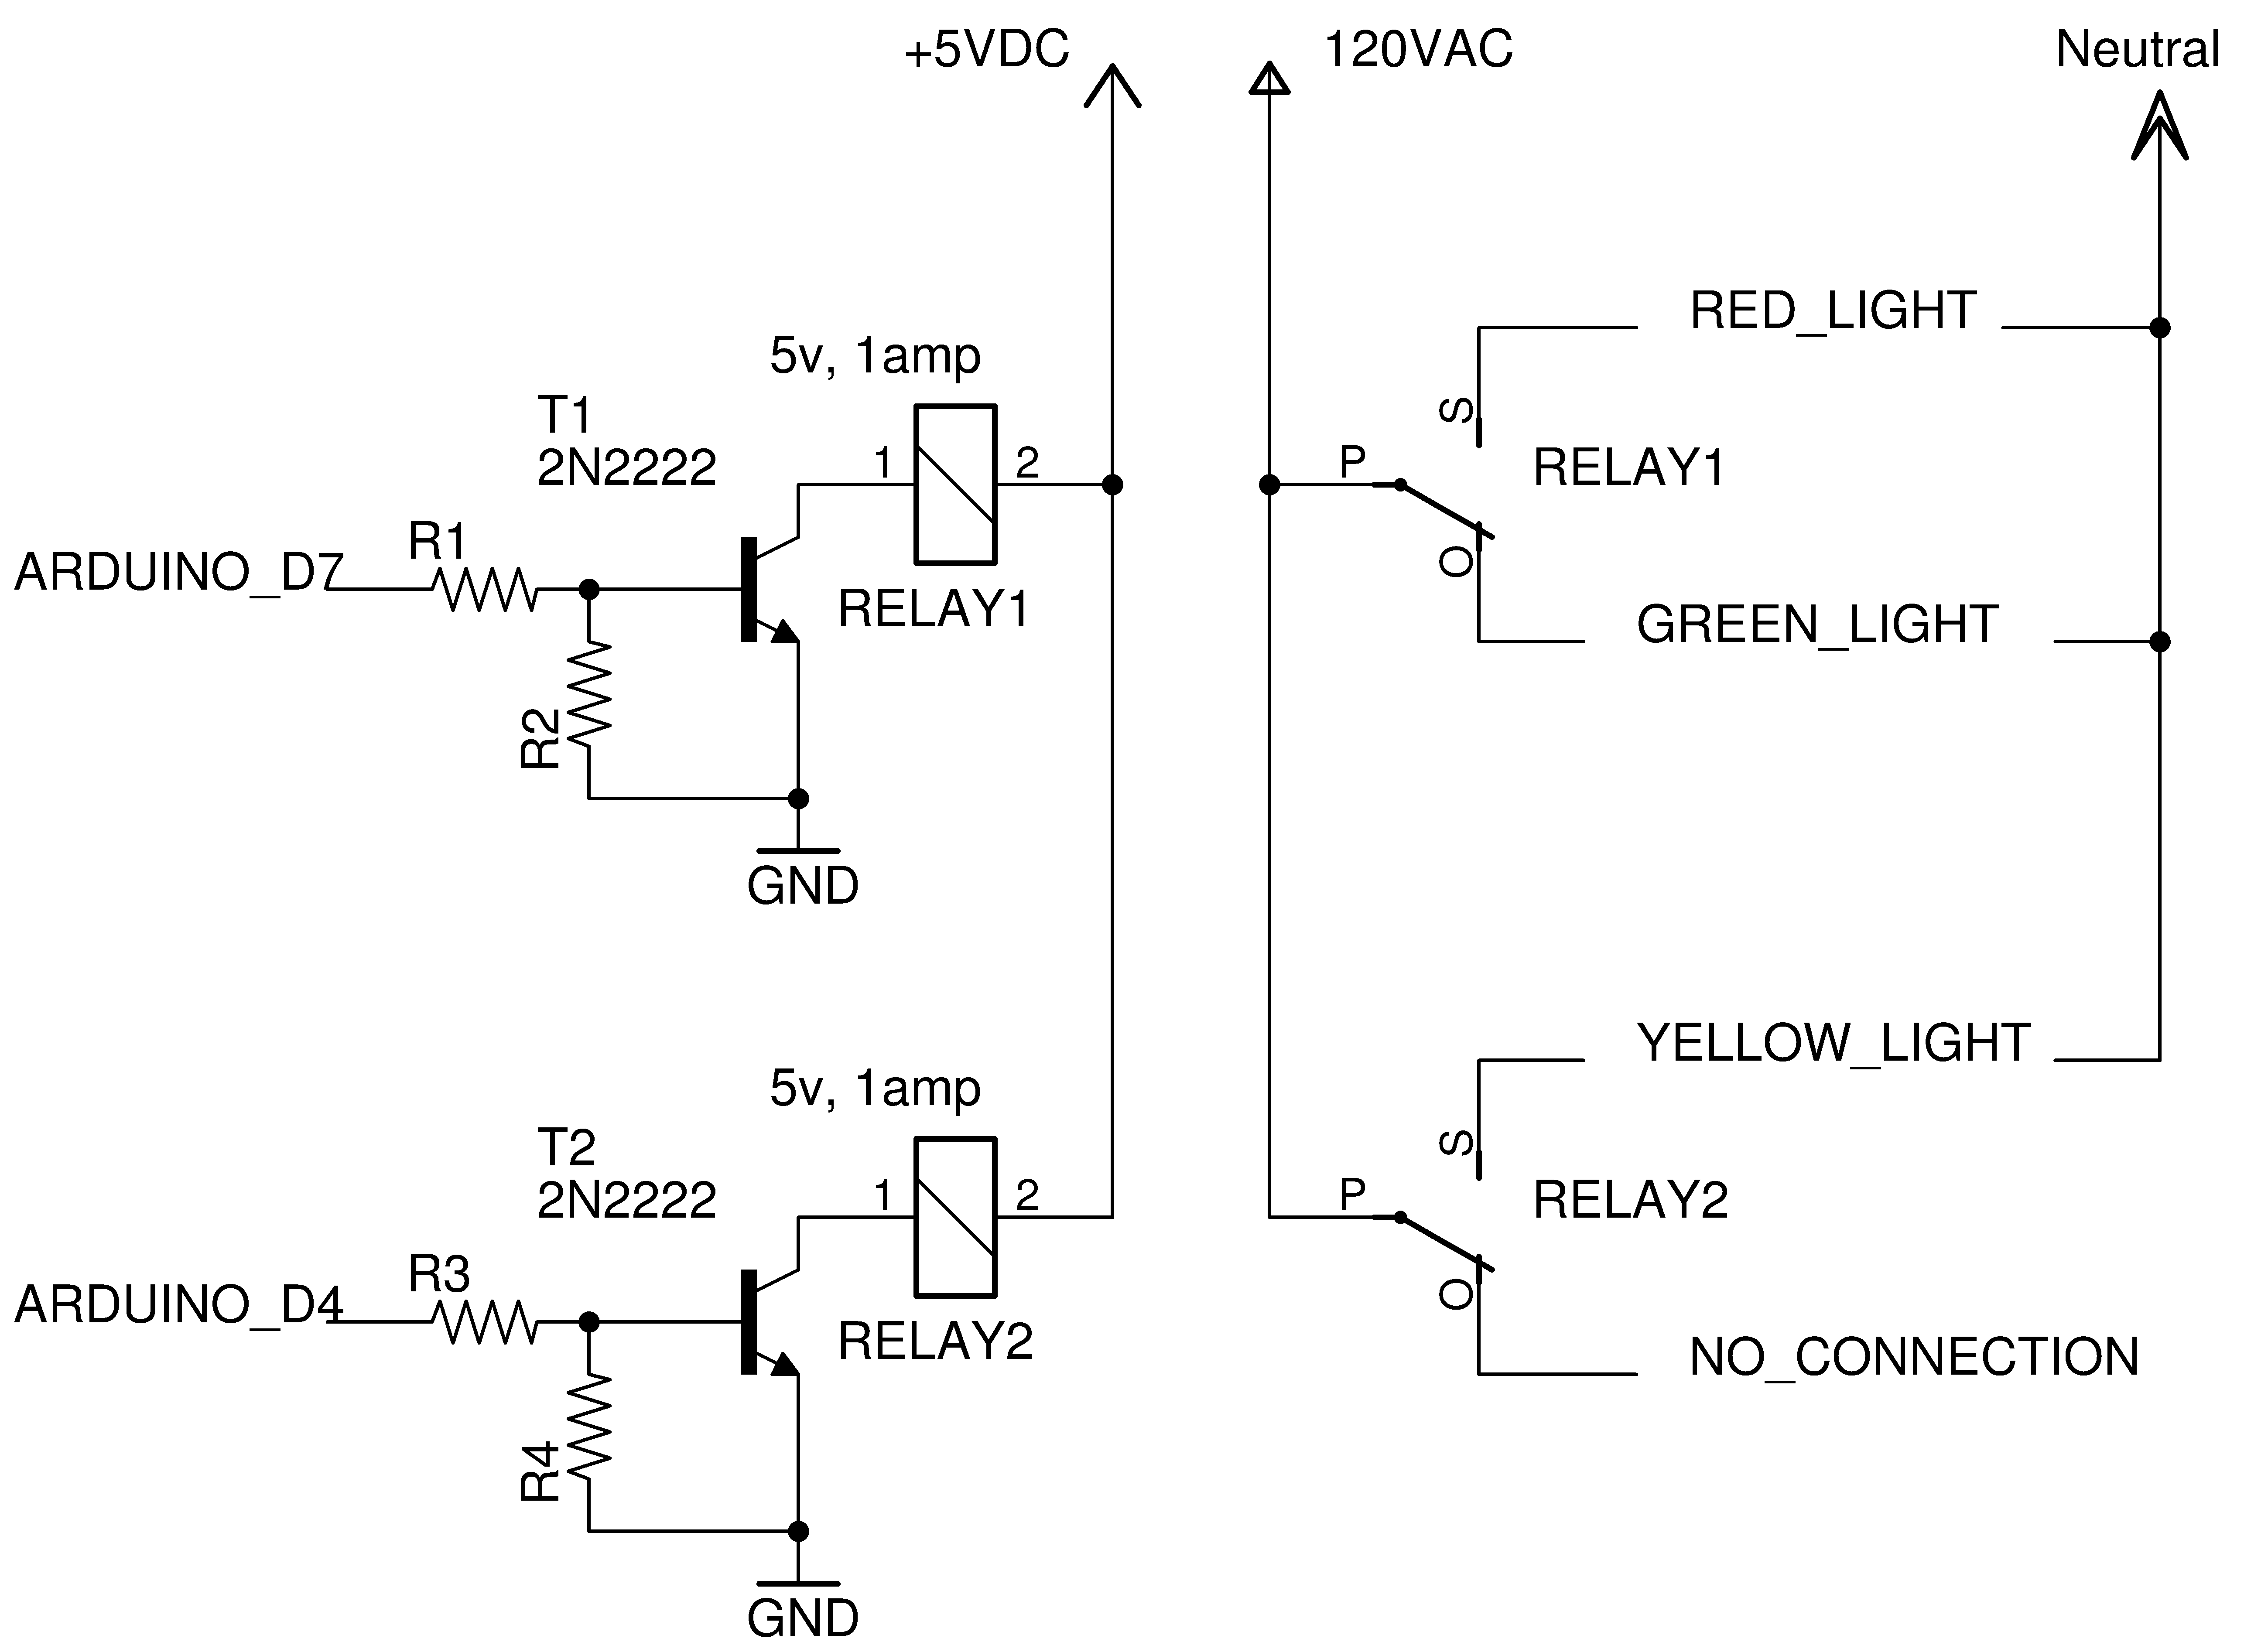 +5VDC
120VAC
Neutral
RED_LIGHT
5v, 1amp
S
T1
2N2222
1
2
P
RELAY1
R1
ARDUINO_D7
O
RELAY1
GREEN_LIGHT
R2
GND
YELLOW_LIGHT
5v, 1amp
S
T2
2N2222
1
2
P
RELAY2
R3
ARDUINO_D4
O
RELAY2
NO_CONNECTION
R4
GND